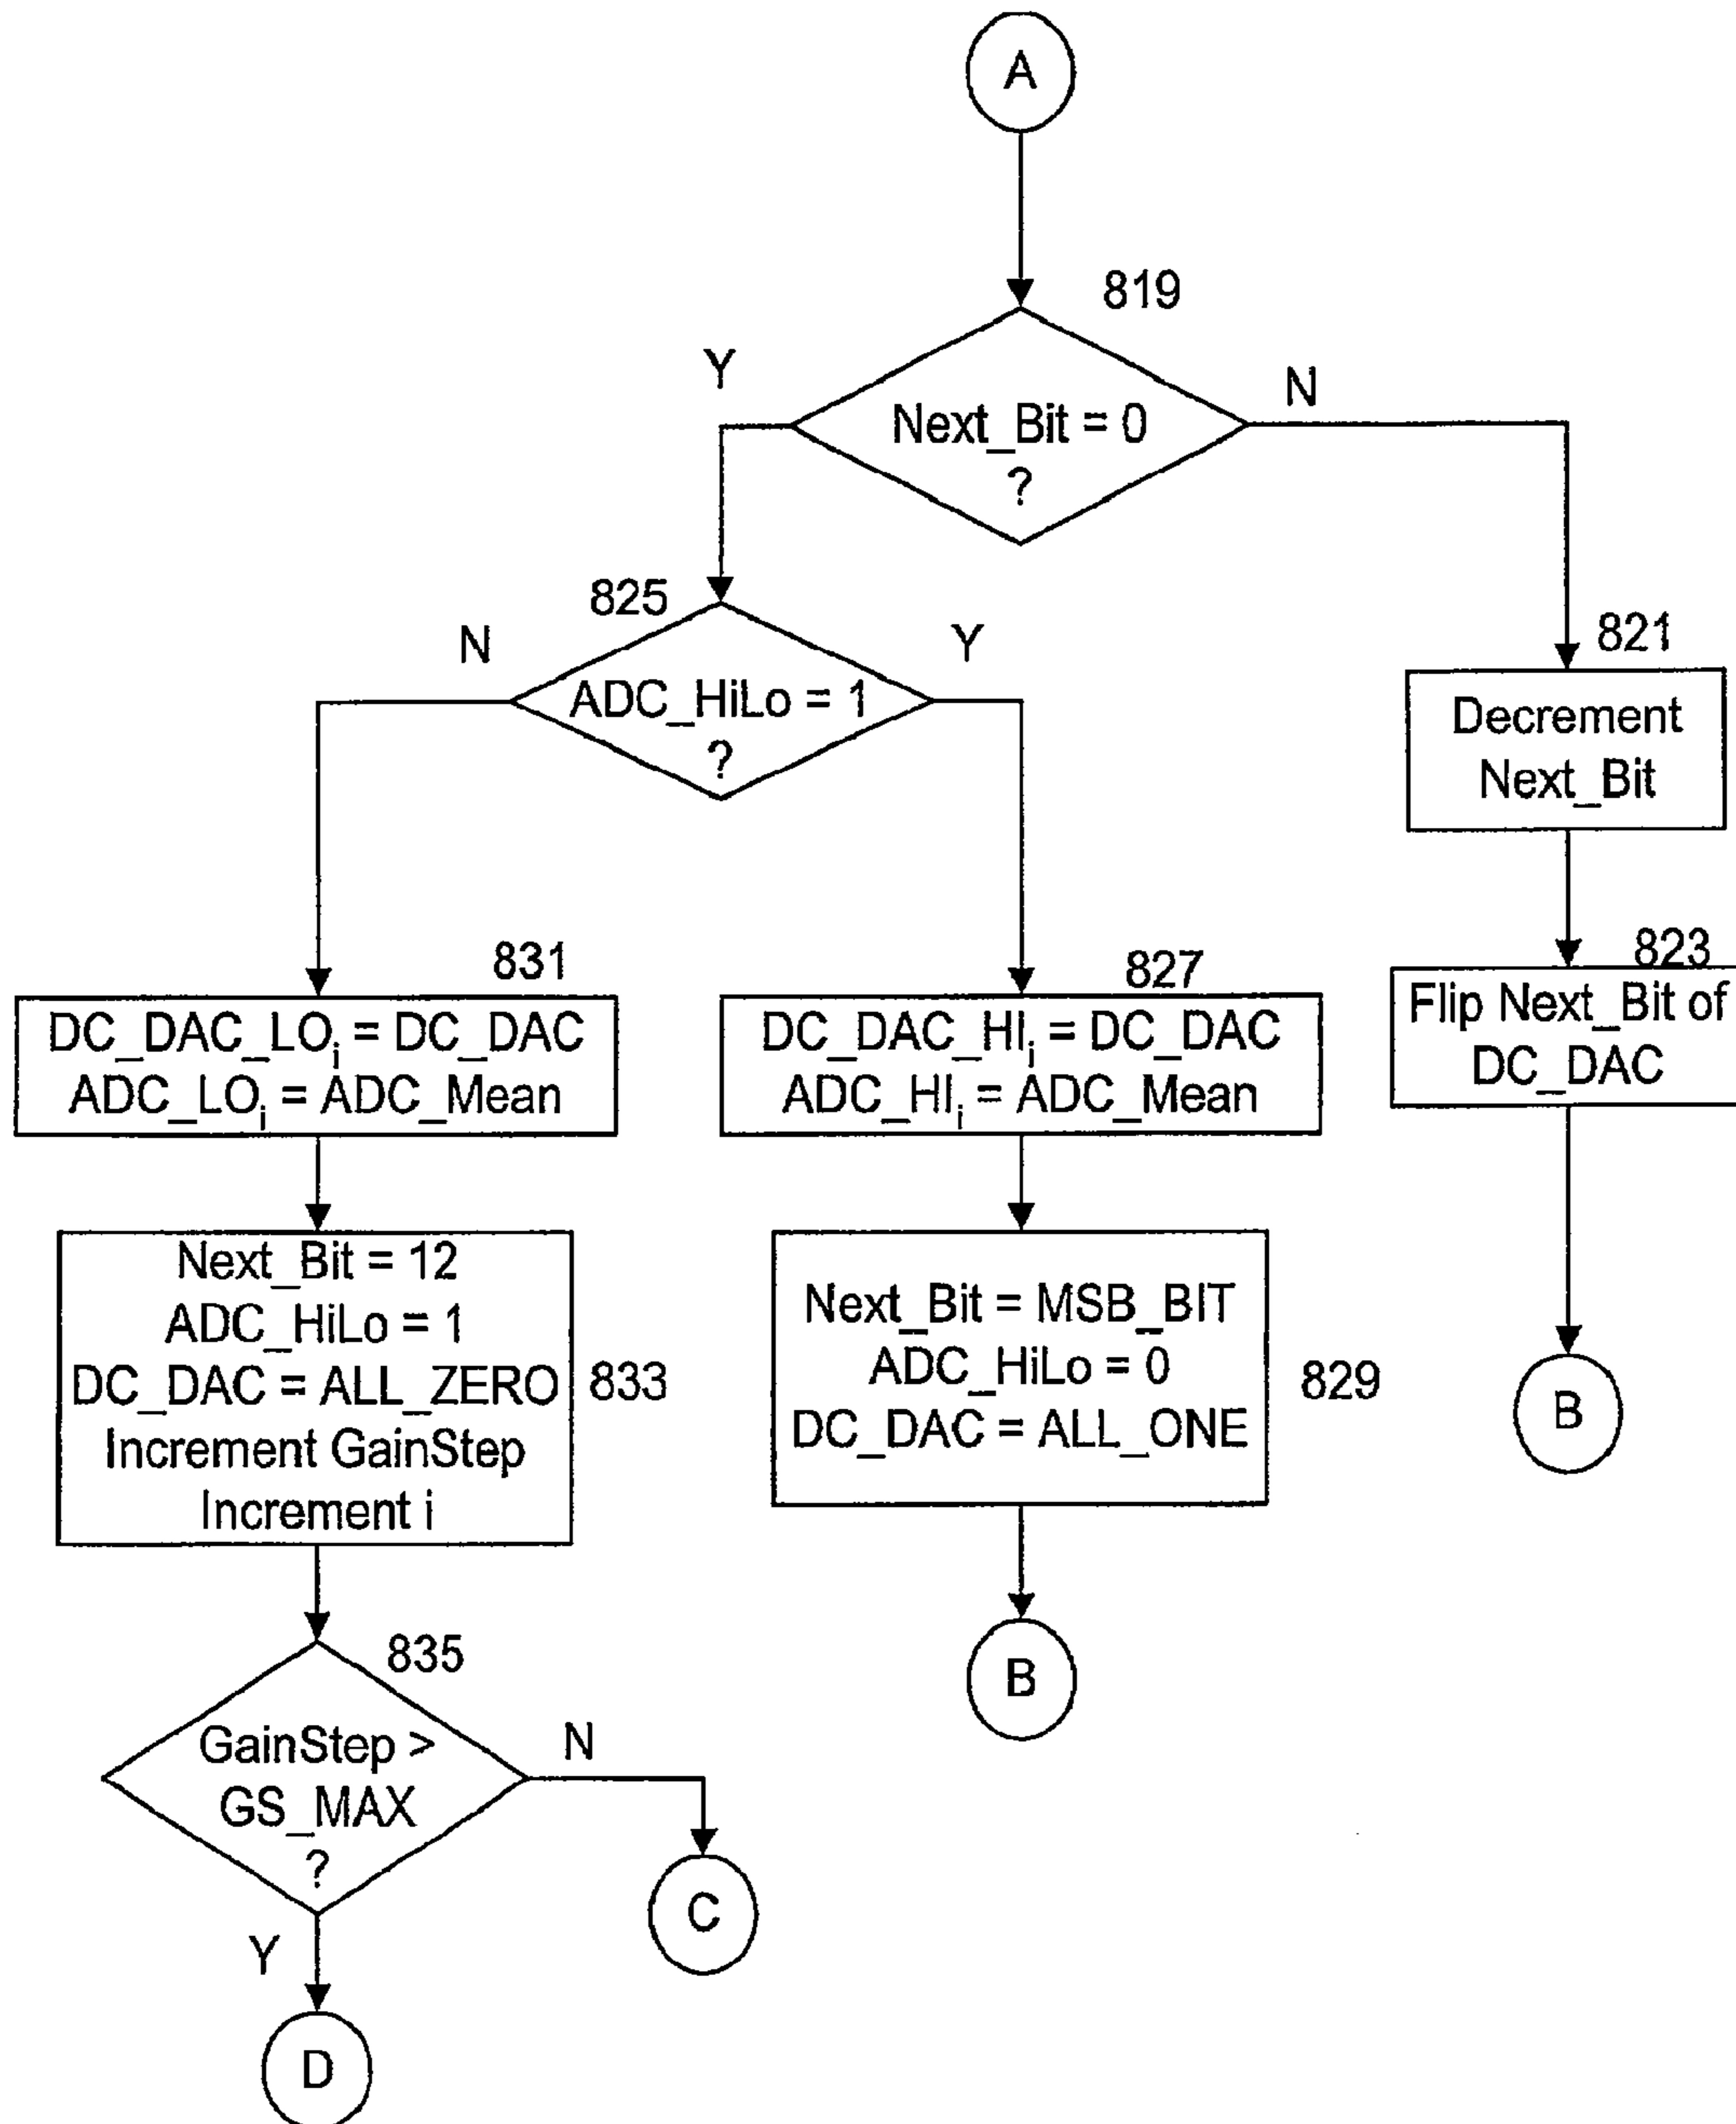 A
819
Y
N
Next_Bit = 0
?
825
N
Y
821
ADC_HiLo = 1
?
Decrement
Next_Bit
831
827
823
DC_DAC_LOi = DC_DAC
ADC_LOi = ADC_Mean
DC_DAC_HIi = DC_DAC
ADC_HIi = ADC_Mean
Flip Next_Bit of
DC_DAC
Next_Bit = 12
ADC_HiLo = 1
DC_DAC = ALL_ZERO
Increment GainStep
Increment i
833
Next_Bit = MSB_BIT
ADC_HiLo = 0
DC_DAC = ALL_ONE
829
B
835
B
GainStep >
GS_MAX
?
N
C
Y
D